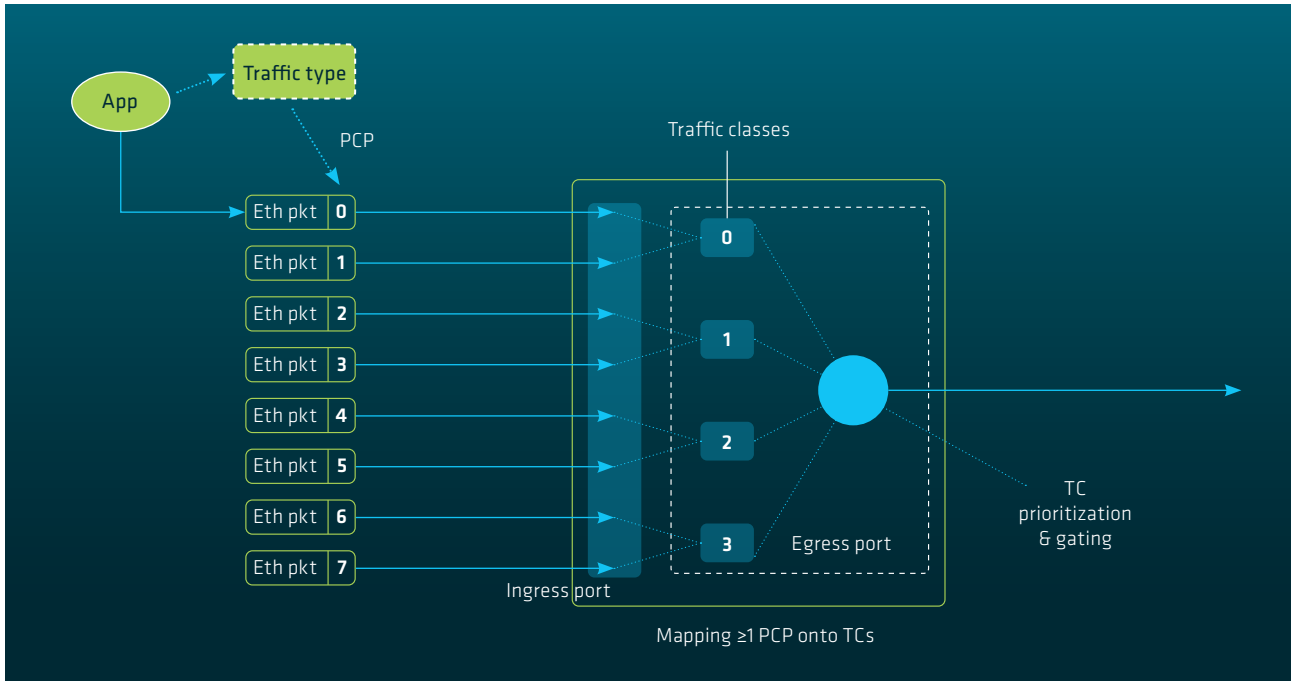 Traffic type
App
PCP
Traffic classes
Eth pkt 0
Eth pkt 1
Eth pkt 2
Eth pkt 3
Eth pkt 4
Eth pkt 5
Eth pkt 6
Eth pkt 7
0
1
2
3
Egress port
Ingress port
TC
prioritization
& gating
Mapping ≥1 PCP onto TCs